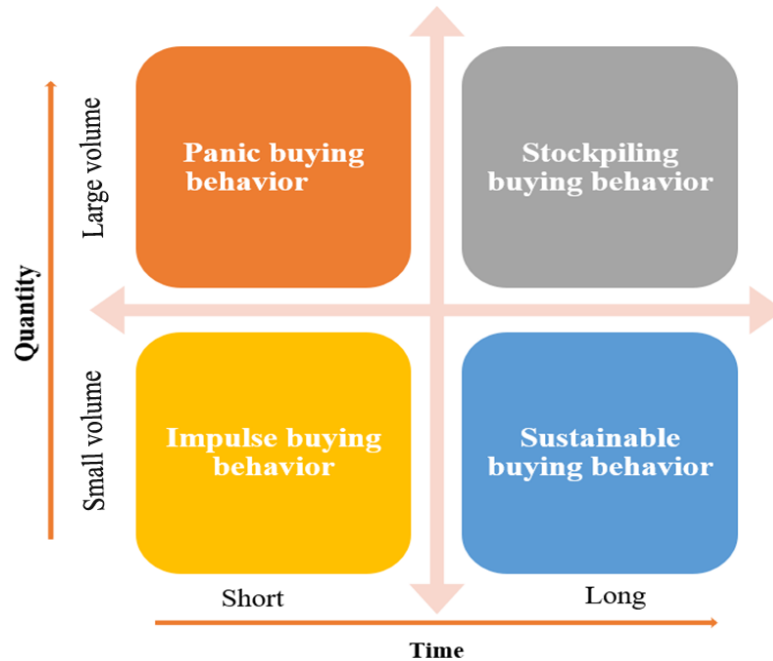 Quantity
Large volume
Small volume
Panic buying
behavior
Stockpiling
buying behavior
Impulse buying
behavior
Sustainable
buying behavior
Short
Long
Time